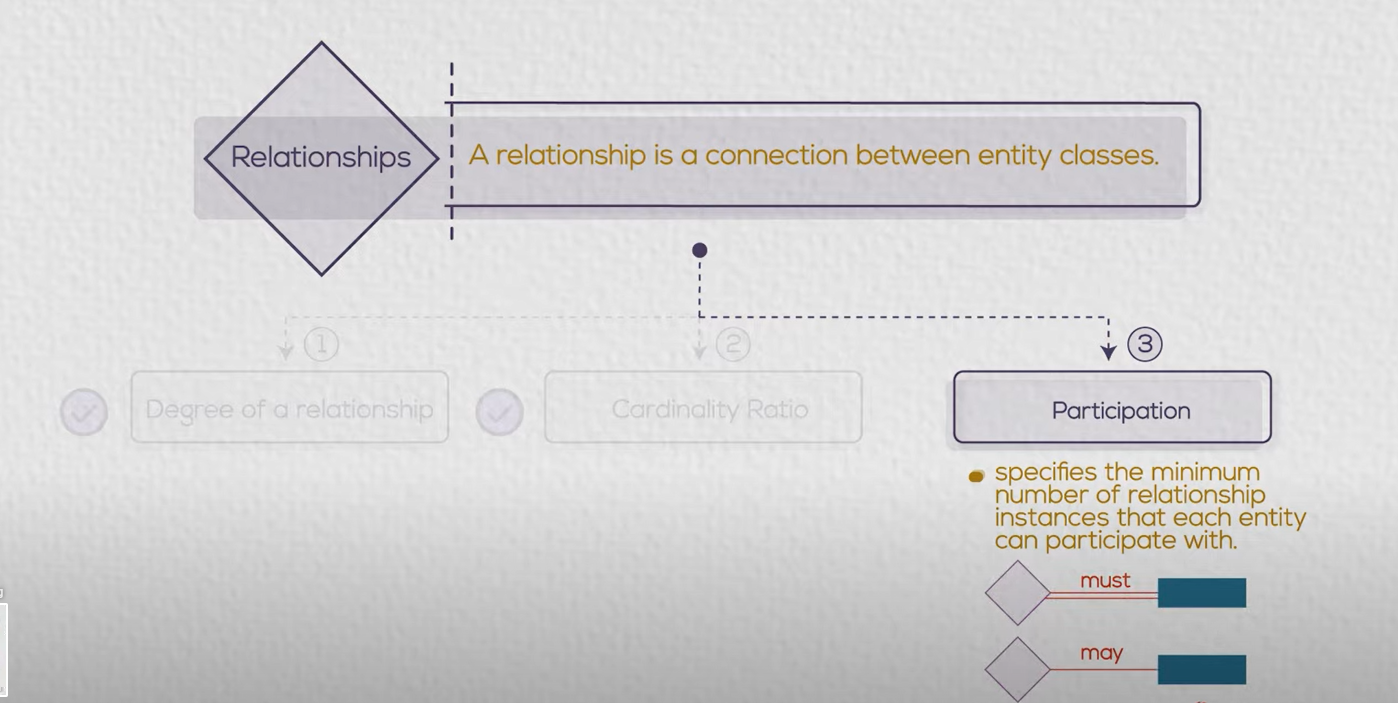 Relationships
A relationship is a connection between entity classes.
1
2
3
Degree of a relationship
Cardinality Ratio
Participation
specifies the minimum
number of relationship
instances that each entity
can participate with.
must
may